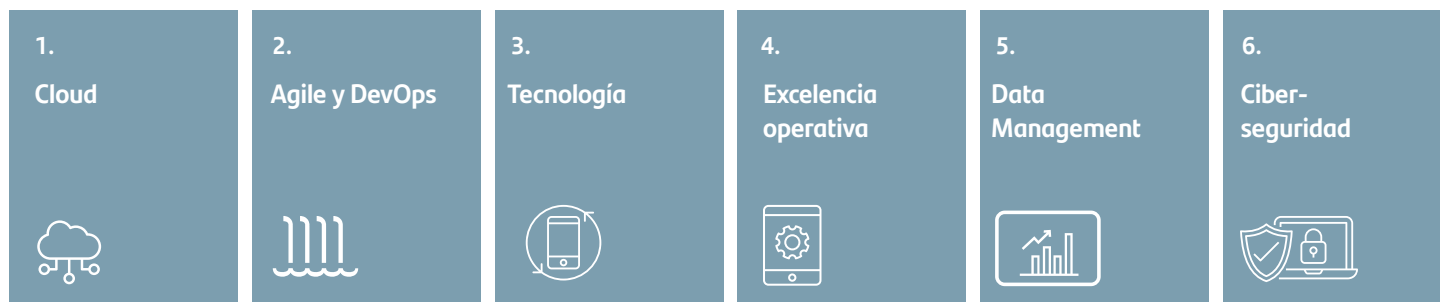 1.
Cloud
2.
Agile y DevOps
3.
Tecnología
4.
Excelencia
operativa
5.
Data
Management
6.
Ciber-
seguridad